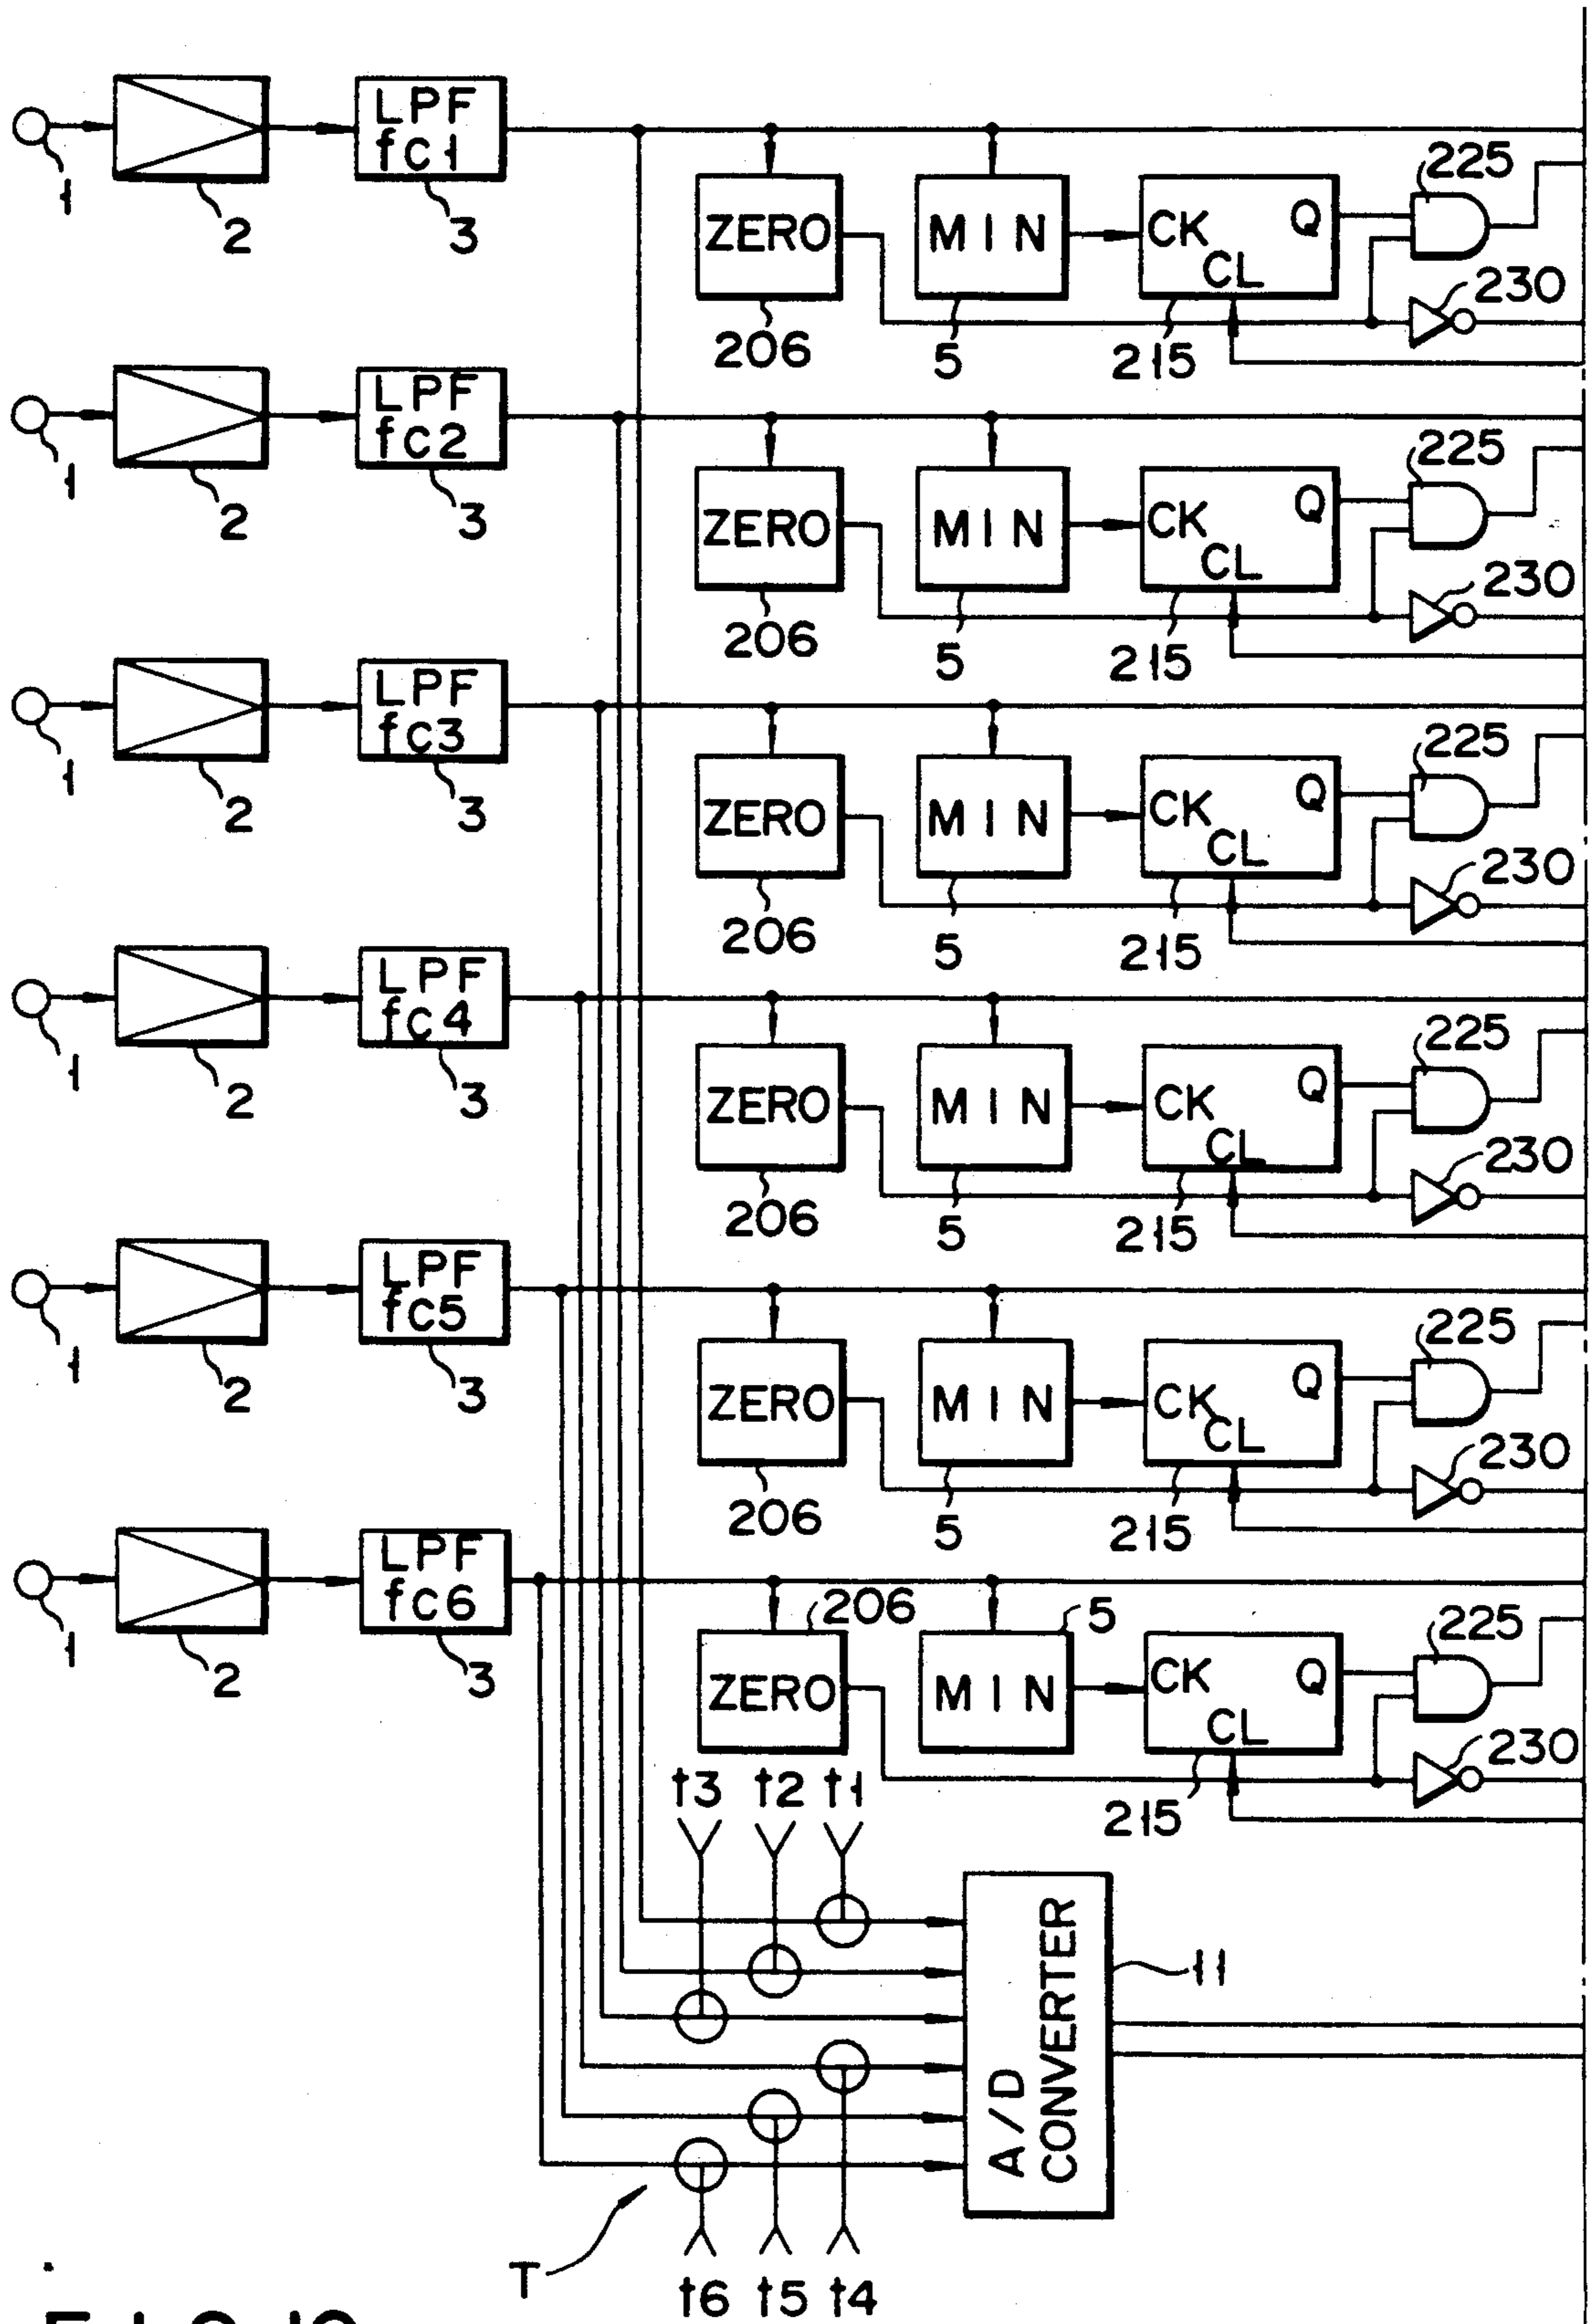 LPF
fc1
1
2
3
ZERO
206
MIN
5
CK Q
CL
215
225
230
LPF
fc2
1
2
3
ZERO
206
MIN
5
CK Q
CL
215
225
230
LPF
fc3
1
2
3
ZERO
206
MIN
5
CK Q
CL
215
225
230
LPF
fc4
1
2
3
ZERO
206
MIN
5
CK Q
CL
215
225
230
LPF
fc5
1
2
3
ZERO
206
MIN
5
CK Q
CL
215
225
230
LPF
fc6
1
2
3
ZERO
206
MIN
5
CK Q
CL
215
225
230
t3 t2 t1
A/D
CONVERTER
11
T
t6 t5 t4